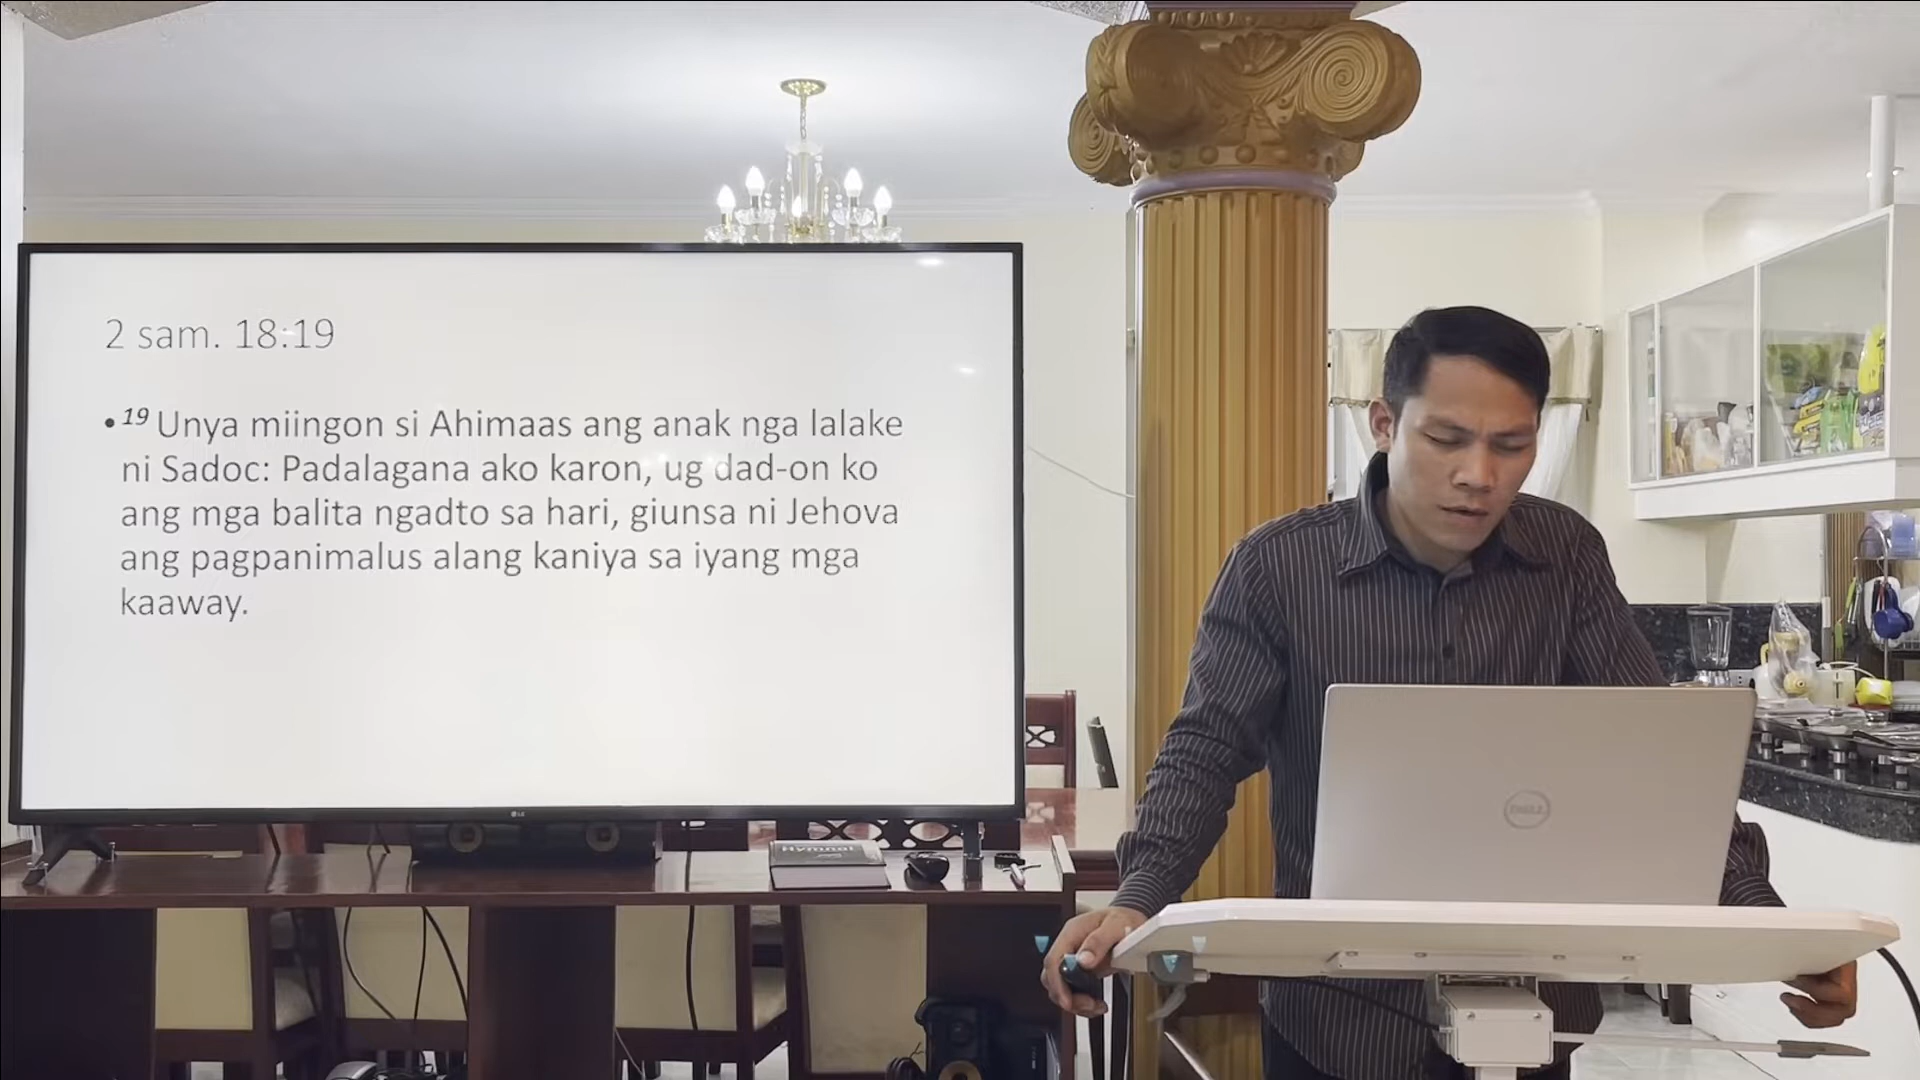 2 sam. 18:19
• 19 Unya miingon si Ahimaas ang anak nga lalake
ni Sadoc: Padalagana ako karon, ug dad-on ko
ang mga balita ngadto sa hari, giunsa ni Jehova
ang pagpanimalus alang kaniya sa iyang mga
kaaway.
LG
Hymnal
DELL